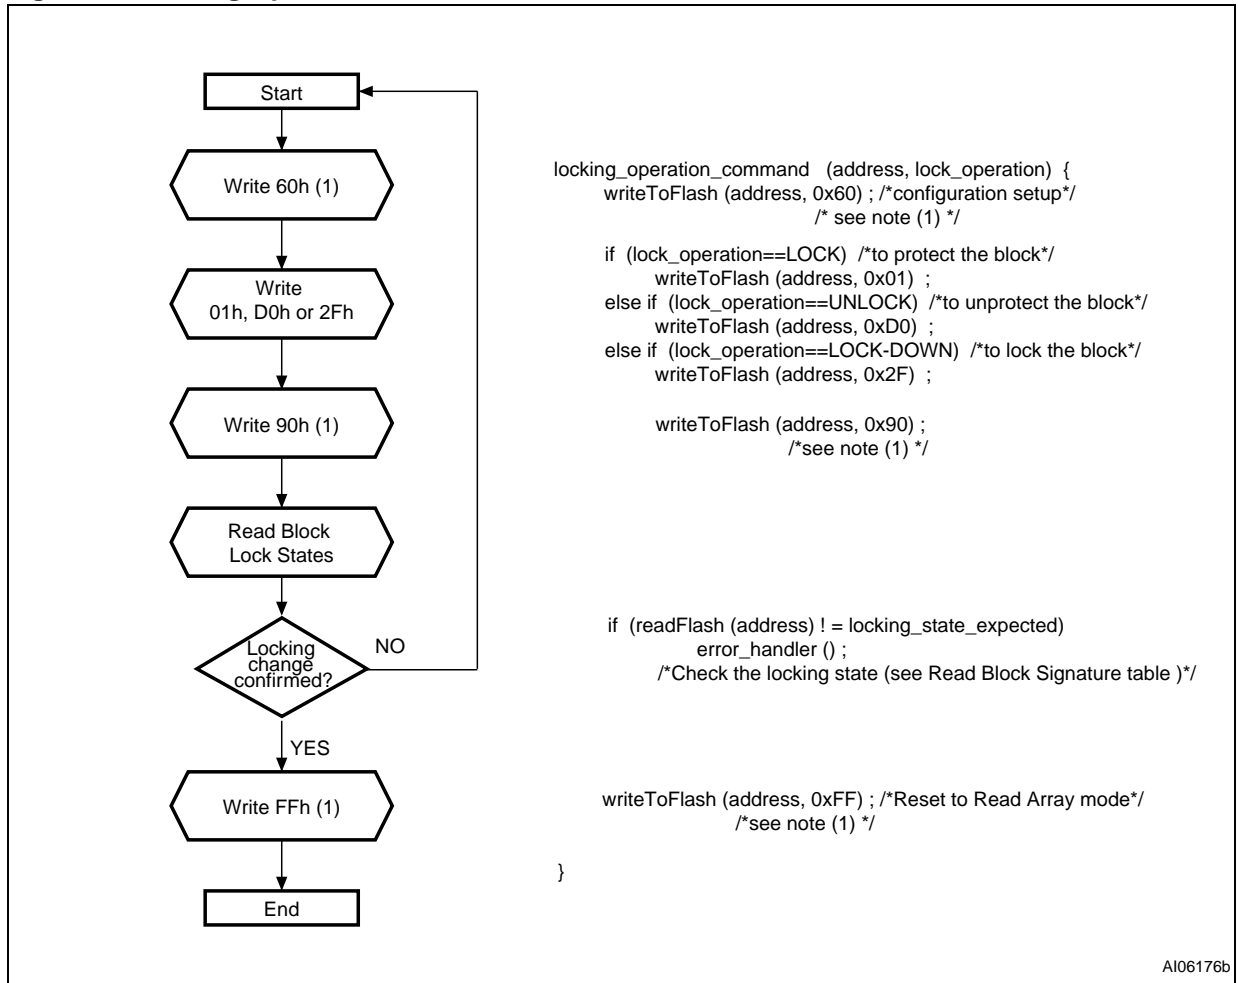 Start
Write 60h (1)
Write
01h, D0h or 2Fh
Write 90h (1)
Read Block
Lock States
Locking
change
confirmed?
NO
YES
Write FFh (1)
End
locking_operation_command (address, lock_operation) {
writeToFlash (address, 0x60) ; /*configuration setup*/
/* see note (1) */
if (lock_operation==LOCK) /*to protect the block*/
writeToFlash (address, 0x01) ;
else if (lock_operation==UNLOCK) /*to unprotect the block*/
writeToFlash (address, 0xD0) ;
else if (lock_operation==LOCK-DOWN) /*to lock the block*/
writeToFlash (address, 0x2F) ;
writeToFlash (address, 0x90) ;
/*see note (1) */
if (readFlash (address) ! = locking_state_expected)
error_handler () ;
/*Check the locking state (see Read Block Signature table )*/
writeToFlash (address, 0xFF) ; /*Reset to Read Array mode*/
/*see note (1) */
}
AI06176b